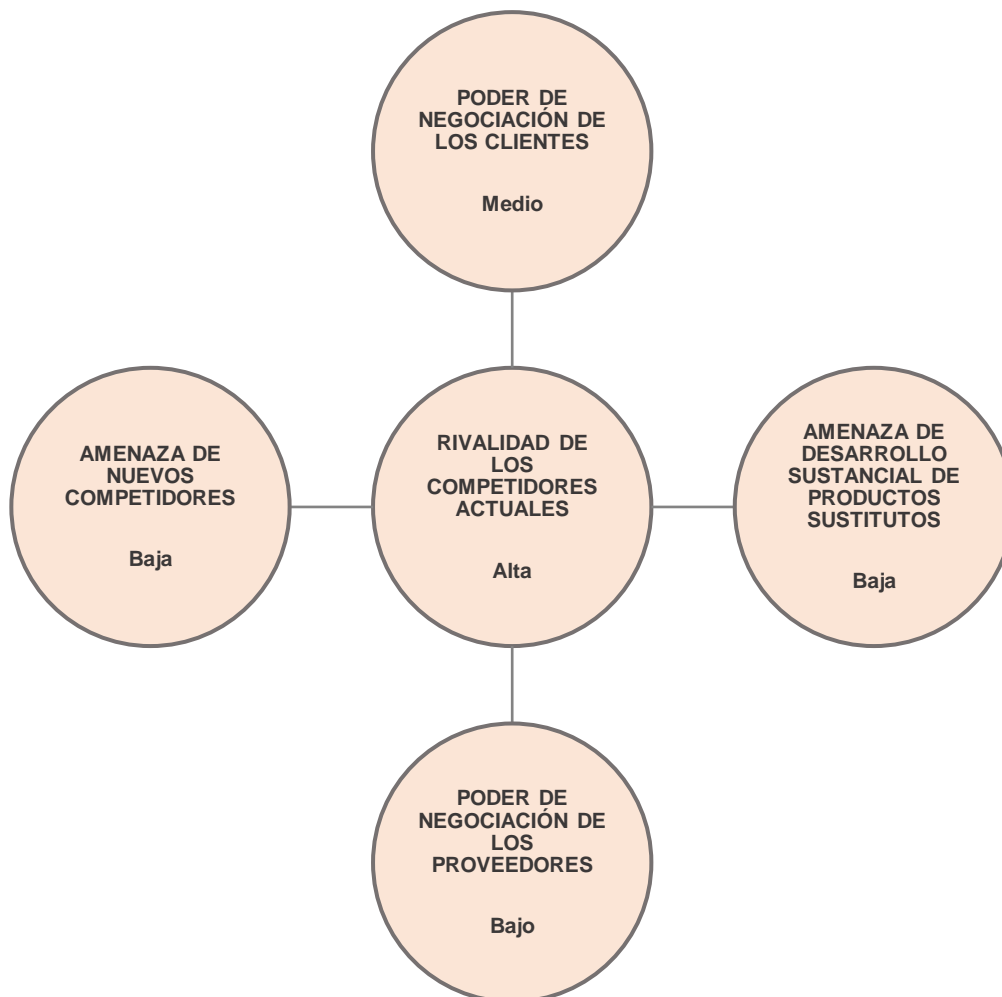 PODER DE
NEGOCIACIÓN DE
LOS CLIENTES
Medio
AMENAZA DE
NUEVOS
COMPETIDORES
Baja
RIVALIDAD DE
LOS
COMPETIDORES
ACTUALES
Alta
AMENAZA DE
DESARROLLO
SUSTANCIAL DE
PRODUCTOS
SUSTITUTOS
Baja
PODER DE
NEGOCIACIÓN DE
LOS
PROVEEDORES
Bajo